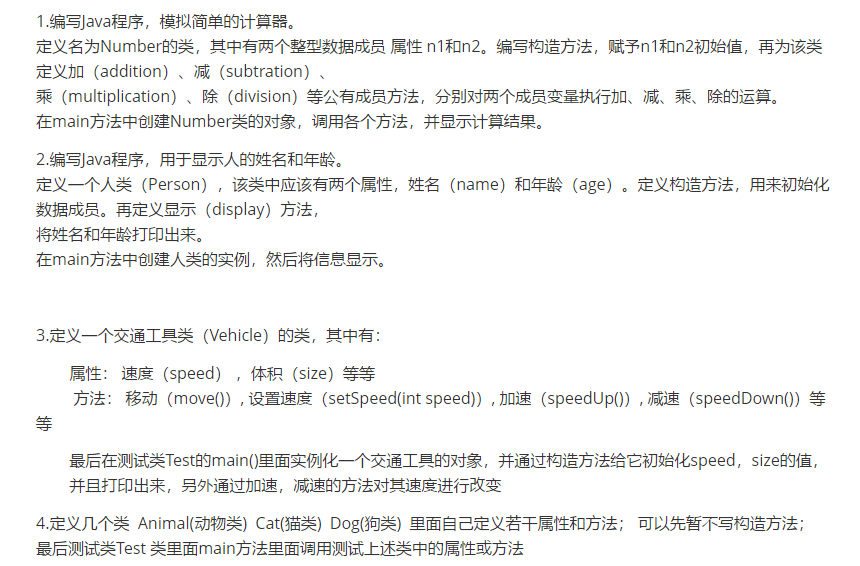 1.编写Java程序，模拟简单的计算器。
定义名为Number的类，其中有两个整型数据成员 属性 n1和n2。编写构造方法，赋予n1和n2初始值，再为该类
定义加（addition）、减（subtration）、
乘（multiplication）、除（division）等公有成员方法，分别对两个成员变量执行加、减、乘、除的运算。
在main方法中创建Number类的对象，调用各个方法，并显示计算结果。
2.编写Java程序，用于显示人的姓名和年龄。
定义一个人类（Person），该类中应该有两个属性，姓名（name）和年龄（age）。定义构造方法，用来初始化
数据成员。再定义显示（display）方法，
将姓名和年龄打印出来。
在main方法中创建人类的实例，然后将信息显示。
3.定义一个交通工具类（Vehicle）的类，其中有：
属性： 速度（speed） ，体积（size）等等
方法： 移动（move()）, 设置速度（setSpeed(int speed)）, 加速（speedUp()）, 减速（speedDown()）等
等
最后在测试类Test的main()里面实例化一个交通工具的对象，并通过构造方法给它初始化speed，size的值，
并且打印出来，另外通过加速，减速的方法对其速度进行改变
4.定义几个类 Animal(动物类) Cat(猫类) Dog(狗类) 里面自己定义若干属性和方法； 可以先暂不写构造方法；
最后测试类Test 类里面main方法里面调用测试上述类中的属性或方法